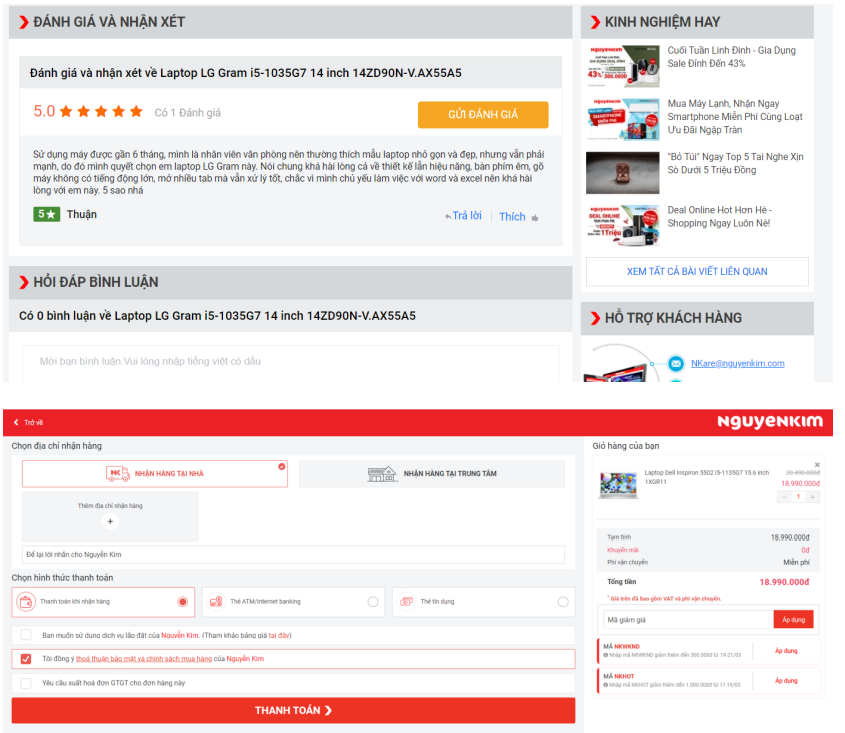 ĐÁNH GIÁ VÀ NHẬN XÉT
Đánh giá và nhận xét về Laptop LG Gram i5-1035G7 14 inch 14ZD90N-V.AX55A5
5.0 ★ ★ ★ ★ ★ Có 1 Đánh giá
GỬI ĐÁNH GIÁ
Sử dụng máy được gần 6 tháng, mình là nhân viên văn phòng nên thường thích mẫu laptop nhỏ gọn và đẹp, nhưng vẫn phải
mạnh, do đó mình quyết chọn em laptop LG Gram này. Nói chung khá hài lòng cả về thiết kế lẫn hiệu năng, bàn phím êm, gõ
máy không có tiếng động lớn, mở nhiều tab mà vẫn xử lý tốt, chắc vì mình chủ yếu làm việc với word và excel nên khá hài
lòng với em này. 5 sao nhá
5★ Thuận
Trả lời | Thích
HỎI ĐÁP BÌNH LUẬN
Có 0 bình luận về Laptop LG Gram i5-1035G7 14 inch 14ZD90N-V.AX55A5
Mời bạn bình luận.Vui lòng nhập tiếng việt có dấu
KINH NGHIỆM HAY
Cuối Tuần Linh Đình - Gia Dụng
Sale Đỉnh Đến 43%
Mua Máy Lạnh, Nhận Ngay
Smartphone Miễn Phí Cùng Loạt
Ưu Đãi Ngập Tràn
"Bỏ Túi" Ngay Top 5 Tai Nghe Xịn
Sò Dưới 5 Triệu Đồng
Deal Online Hot Hơn Hè -
Shopping Ngay Luôn Nè!
XEM TẤT CẢ BÀI VIẾT LIÊN QUAN
HỖ TRỢ KHÁCH HÀNG
NKare@nguyenkim.com
Trở về
NGUYENKIM
Chọn địa chỉ nhận hàng
NK NHẬN HÀNG TẠI NHÀ
NHẬN HÀNG TẠI TRUNG TÂM
Thêm địa chỉ nhận hàng
+
Để lại lời nhắn cho Nguyễn Kim
Chọn hình thức thanh toán
Thanh toán khi nhận hàng
Thẻ ATM/Internet banking
Thẻ tín dụng
Bạn muốn sử dụng dịch vụ lắp đặt của Nguyễn Kim. (Tham khảo bảng giá tại đây)
Tôi đồng ý thoả thuận bảo mật và chính sách mua hàng của Nguyễn Kim
Yêu cầu xuất hoá đơn GTGT cho đơn hàng này
THANH TOÁN
Giỏ hàng của bạn
Laptop Dell Inspiron 5502 i5-1135G7 15.6 inch
1XGR11
20.490.000đ
18.990.000đ
- 1 +
Tạm tính 18.990.000₫
Khuyến mãi 0đ
Phí vận chuyển Miễn phí
Tổng tiền 18.990.000₫
* Giá trên đã bao gồm VAT và phí vận chuyển.
Mã giảm giá
Áp dụng
MÃ NKWKND
Nhập mã NKWKND giảm thêm đến 300.000đ từ 19-21/03
Áp dụng
MÃ NKHOT
Nhập mã NKHOT giảm thêm đến 1.000.000đ từ 17-19/03
Áp dụng